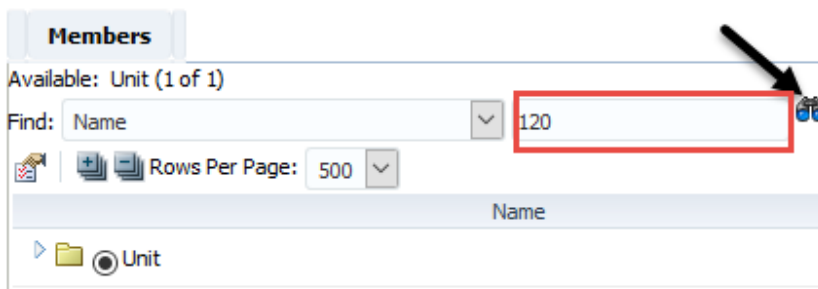 Members
Available: Unit (1 of 1)
Find: Name 120
Rows Per Page: 500
Name
Unit